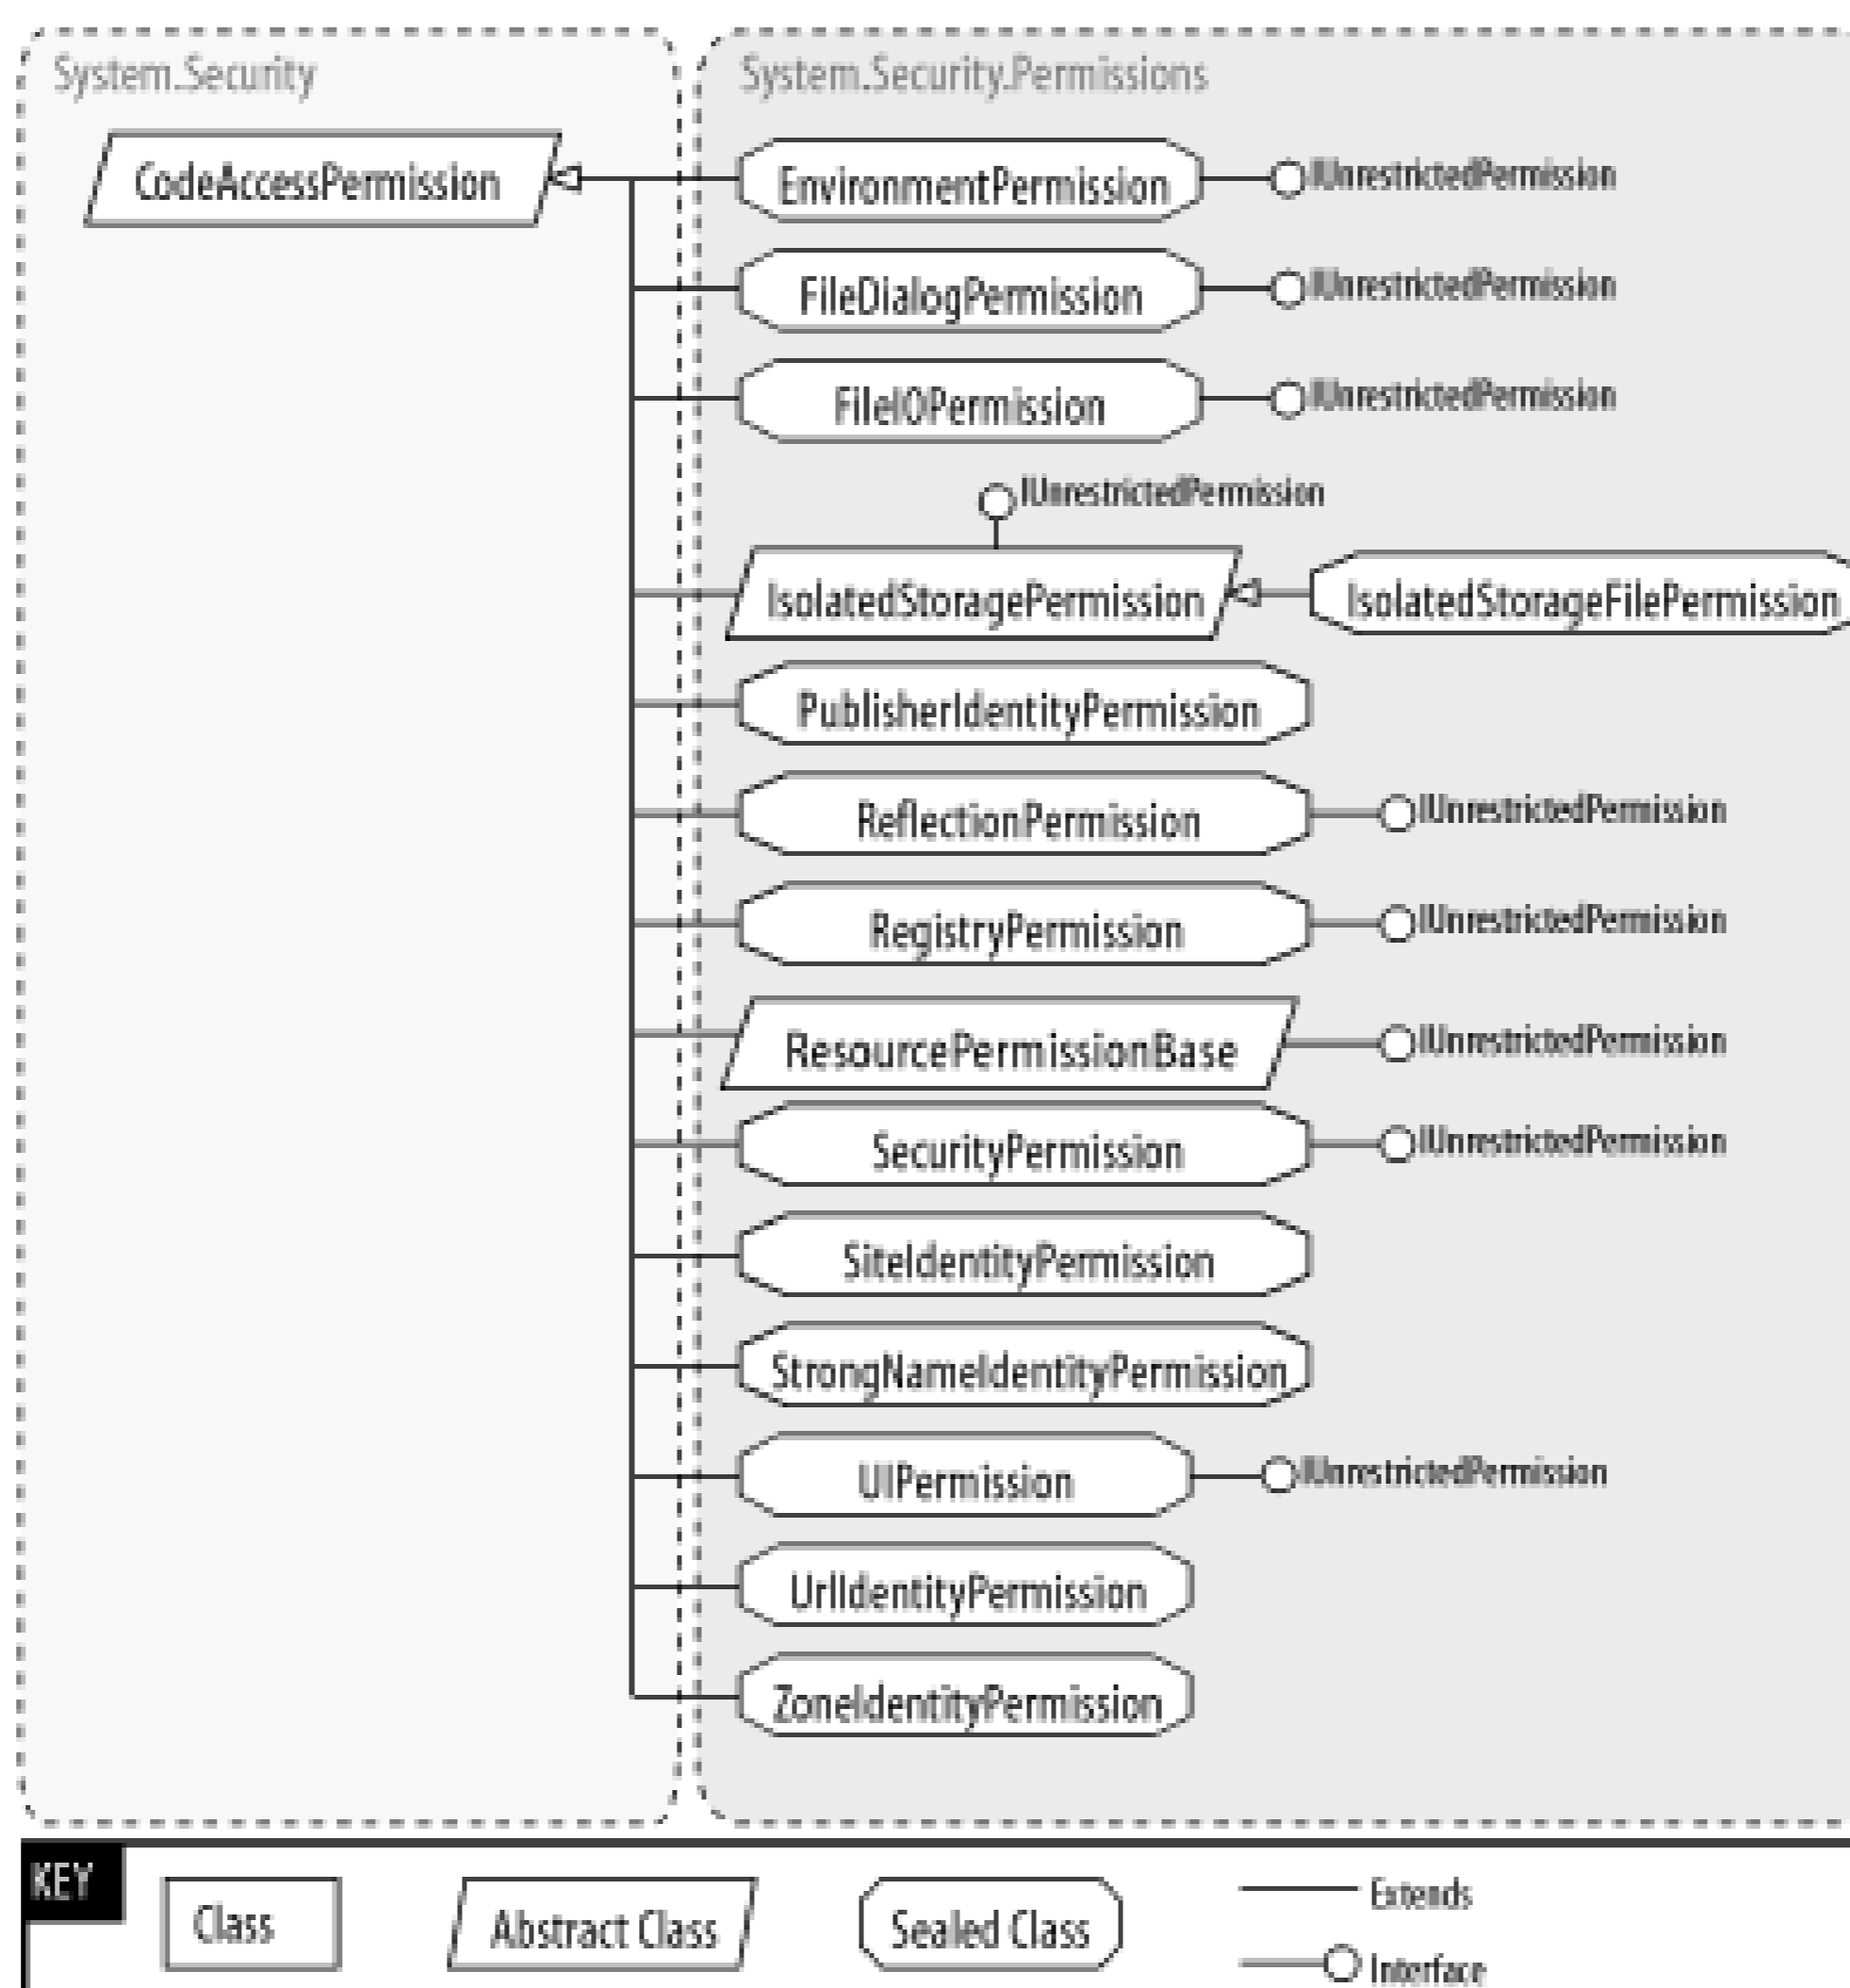 System.Security
System.Security.Permissions
CodeAccessPermission
EnvironmentPermission
IUnrestrictedPermission
FileDialogPermission
IUnrestrictedPermission
FileIOPermission
IUnrestrictedPermission
IUnrestrictedPermission
IsolatedStoragePermission
IsolatedStorageFilePermission
PublisherIdentityPermission
ReflectionPermission
IUnrestrictedPermission
RegistryPermission
IUnrestrictedPermission
ResourcePermissionBase
IUnrestrictedPermission
SecurityPermission
IUnrestrictedPermission
SiteIdentityPermission
StrongNameIdentityPermission
UIPermission
IUnrestrictedPermission
UrlIdentityPermission
ZoneIdentityPermission
KEY
Class
Abstract Class
Sealed Class
Extends
Interface